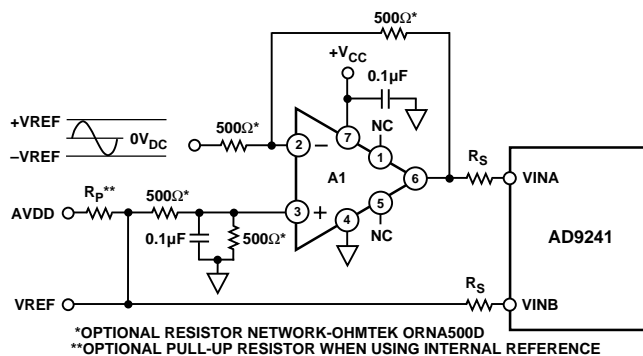 500Ω*
+VCC
0.1µF
+VREF
0VDC
–VREF
500Ω*
NC
2
–
7
1
A1
6
RS
VINA
RP**
AVDD
500Ω*
3
+
4
5
NC
0.1µF
500Ω*
AD9241
VREF
RS
VINB
*OPTIONAL RESISTOR NETWORK-OHMTEK ORNA500D
**OPTIONAL PULL-UP RESISTOR WHEN USING INTERNAL REFERENCE